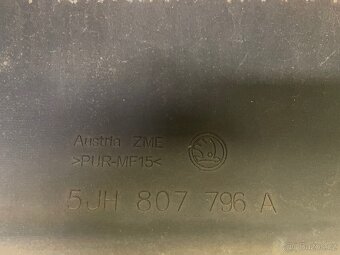 Austria ZME
>PUR-MF15<
5JH 807 796 A